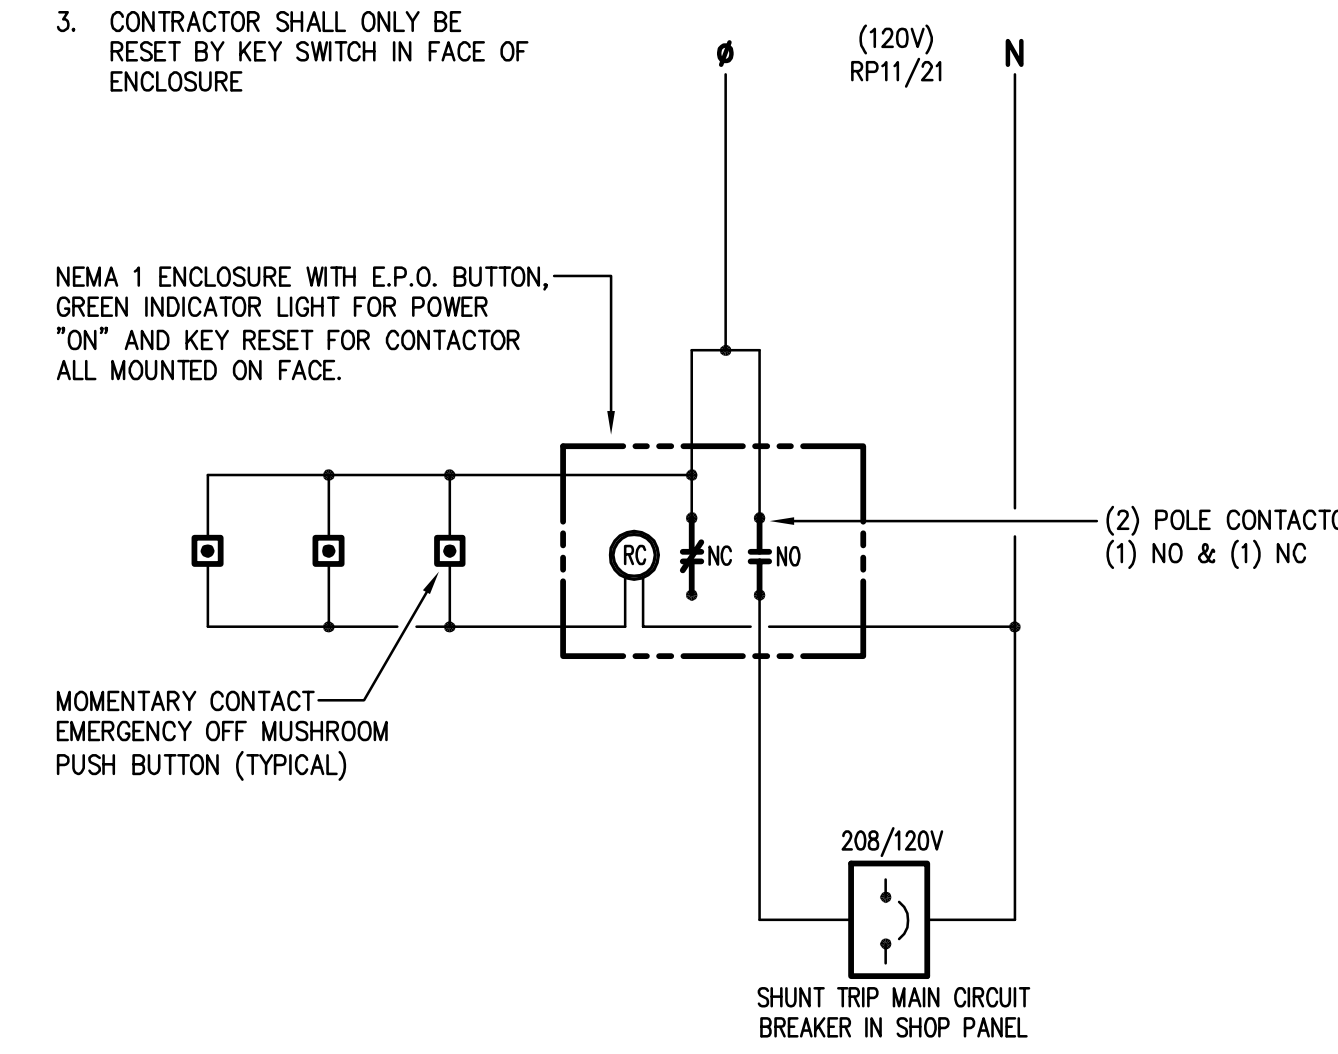 3. CONTRACTOR SHALL ONLY BE
RESET BY KEY SWITCH IN FACE OF
ENCLOSURE
Ø
(120V)
RP11/21
N
NEMA 1 ENCLOSURE WITH E.P.O. BUTTON,
GREEN INDICATOR LIGHT FOR POWER
"ON" AND KEY RESET FOR CONTACTOR
ALL MOUNTED ON FACE.
RC
NC
NO
(2) POLE CONTACTO
(1) NO & (1) NC
MOMENTARY CONTACT
EMERGENCY OFF MUSHROOM
PUSH BUTTON (TYPICAL)
208/120V
SHUNT TRIP MAIN CIRCUIT
BREAKER IN SHOP PANEL